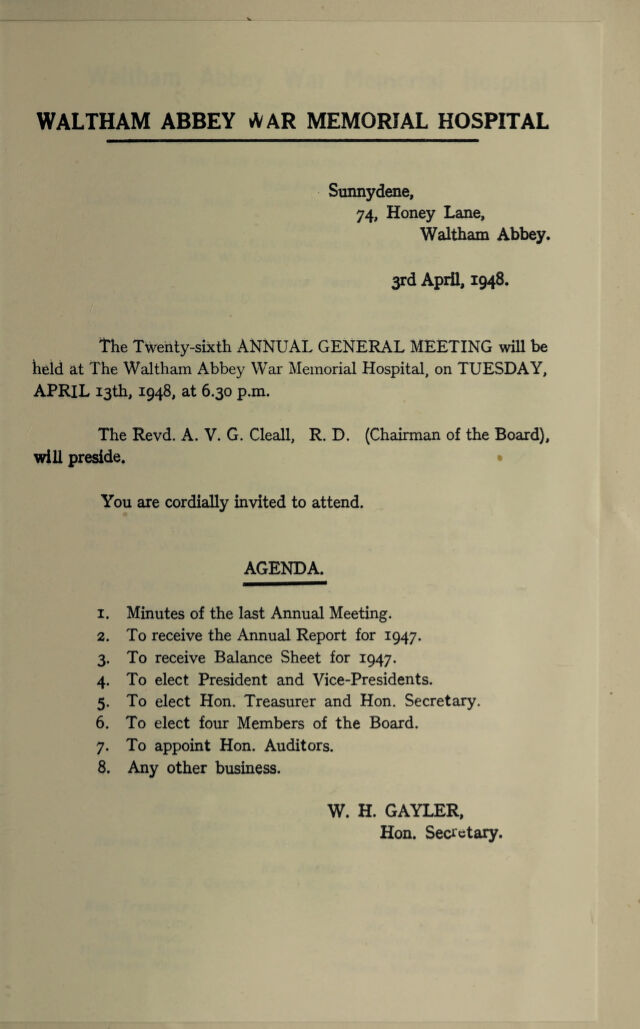 WALTHAM ABBEY WAR MEMORIAL HOSPITAL
Sunnydene,
74, Honey Lane,
Waltham Abbey.
3rd April, 1948.
The Twenty-sixth ANNUAL GENERAL MEETING will be
held at The Waltham Abbey War Memorial Hospital, on TUESDAY,
APRIL 13th, 1948, at 6.30 p.m.
The Revd. A. V. G. Cleall, R. D. (Chairman of the Board),
will preside.
You are cordially invited to attend.
AGENDA.
1. Minutes of the last Annual Meeting.
2. To receive the Annual Report for 1947.
3. To receive Balance Sheet for 1947.
4. To elect President and Vice-Presidents.
5. To elect Hon. Treasurer and Hon. Secretary.
6. To elect four Members of the Board.
7. To appoint Hon. Auditors.
8. Any other business.
W. H. GAYLER,
Hon. Secretary.